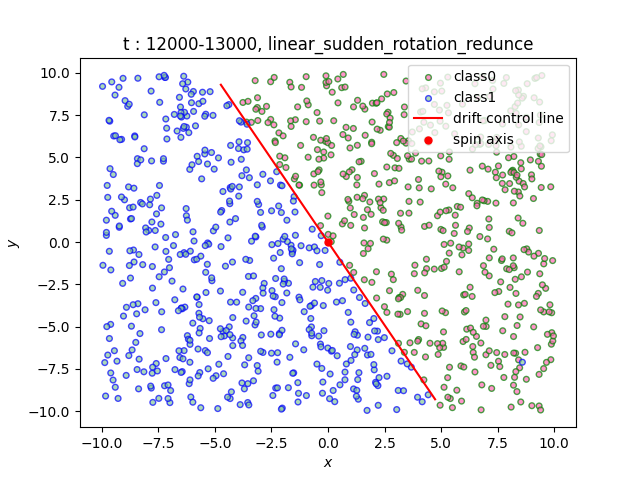 t : 12000-13000, linear_sudden_rotation_redunce
class0
class1
drift control line
spin axis
10.0
7.5
5.0
2.5
0.0
−2.5
−5.0
−7.5
−10.0
y
−10.0 −7.5 −5.0 −2.5 0.0 2.5 5.0 7.5 10.0
x